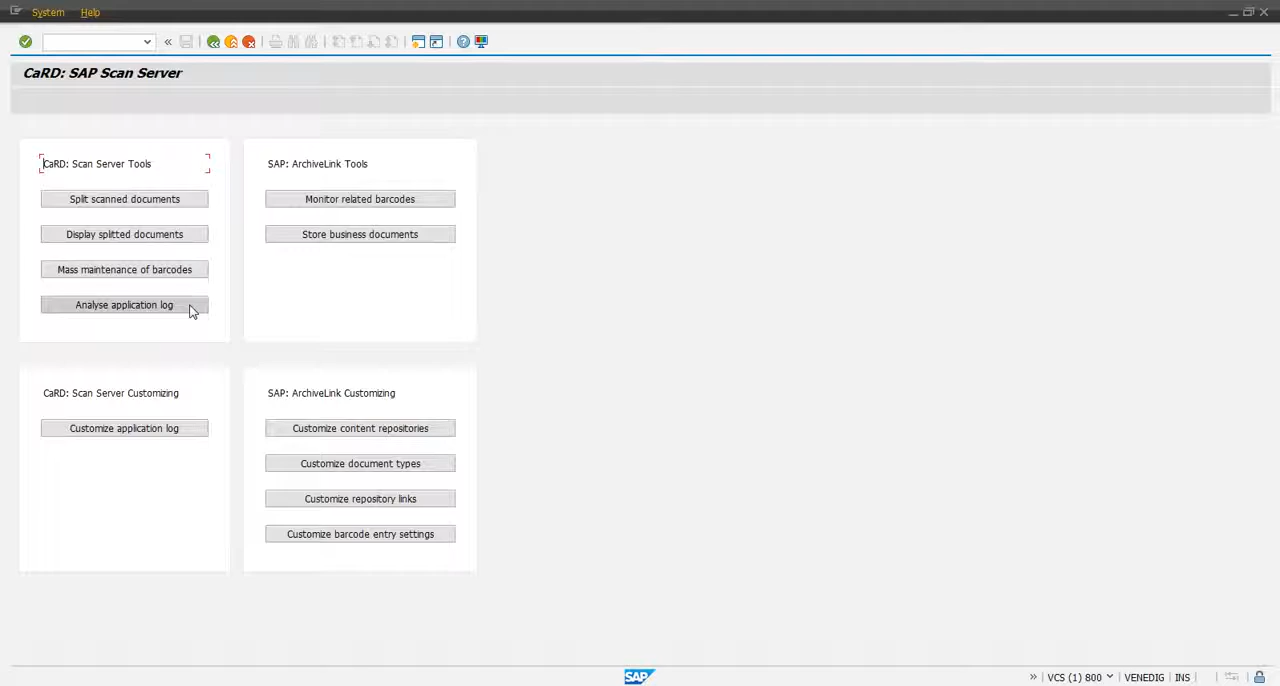 System Help
CaRD: SAP Scan Server
CaRD: Scan Server Tools
Split scanned documents
Display splitted documents
Mass maintenance of barcodes
Analyse application log
SAP: ArchiveLink Tools
Monitor related barcodes
Store business documents
CaRD: Scan Server Customizing
Customize application log
SAP: ArchiveLink Customizing
Customize content repositories
Customize document types
Customize repository links
Customize barcode entry settings
SAP
VCS (1) 800 VENEDIG INS